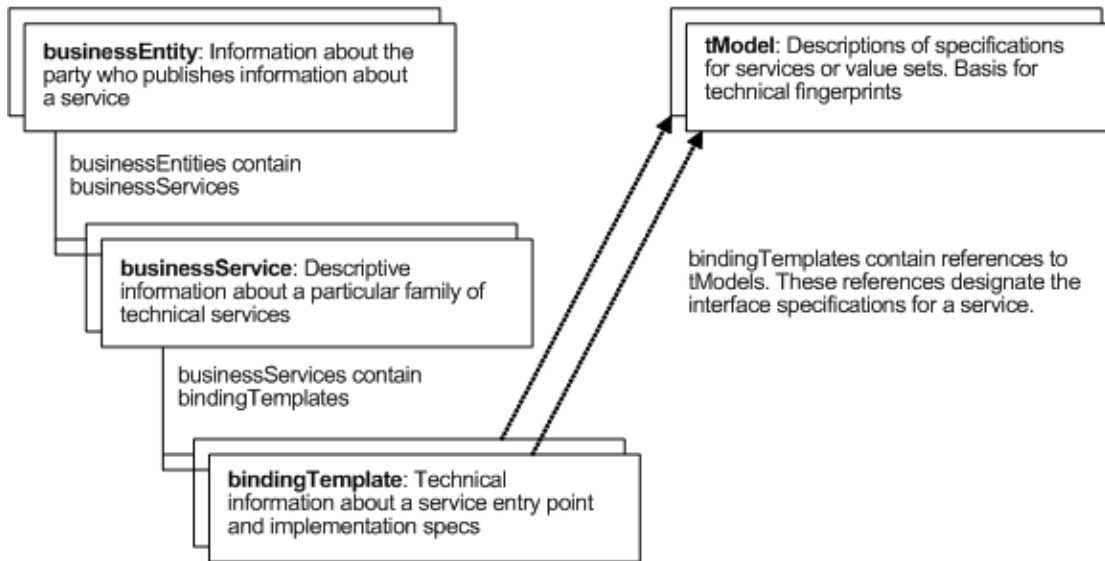 businessEntity: Information about the
party who publishes information about
a service
tModel: Descriptions of specifications
for services or value sets. Basis for
technical fingerprints
businessEntities contain
businessServices
businessService: Descriptive
information about a particular family of
technical services
bindingTemplates contain references to
tModels. These references designate the
interface specifications for a service.
businessServices contain
bindingTemplates
bindingTemplate: Technical
information about a service entry point
and implementation specs